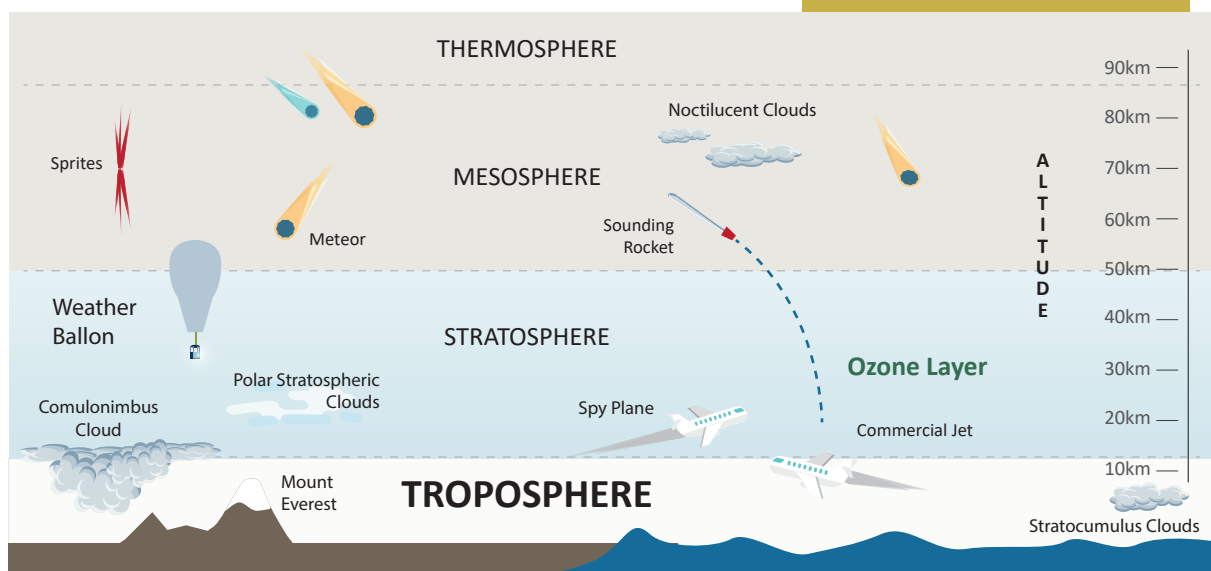 THERMOSPHERE
90km
Noctilucent Clouds
80km
Sprites
MESOSPHERE
70km
ALTITUDE
Meteor
Sounding
Rocket
60km
50km
Weather
Ballon
STRATOSPHERE
40km
Ozone Layer
30km
Polar Stratospheric
Clouds
Comulonimbus
Cloud
Spy Plane
Commercial Jet
20km
Mount
Everest
TROPOSPHERE
10km
Stratocumulus Clouds